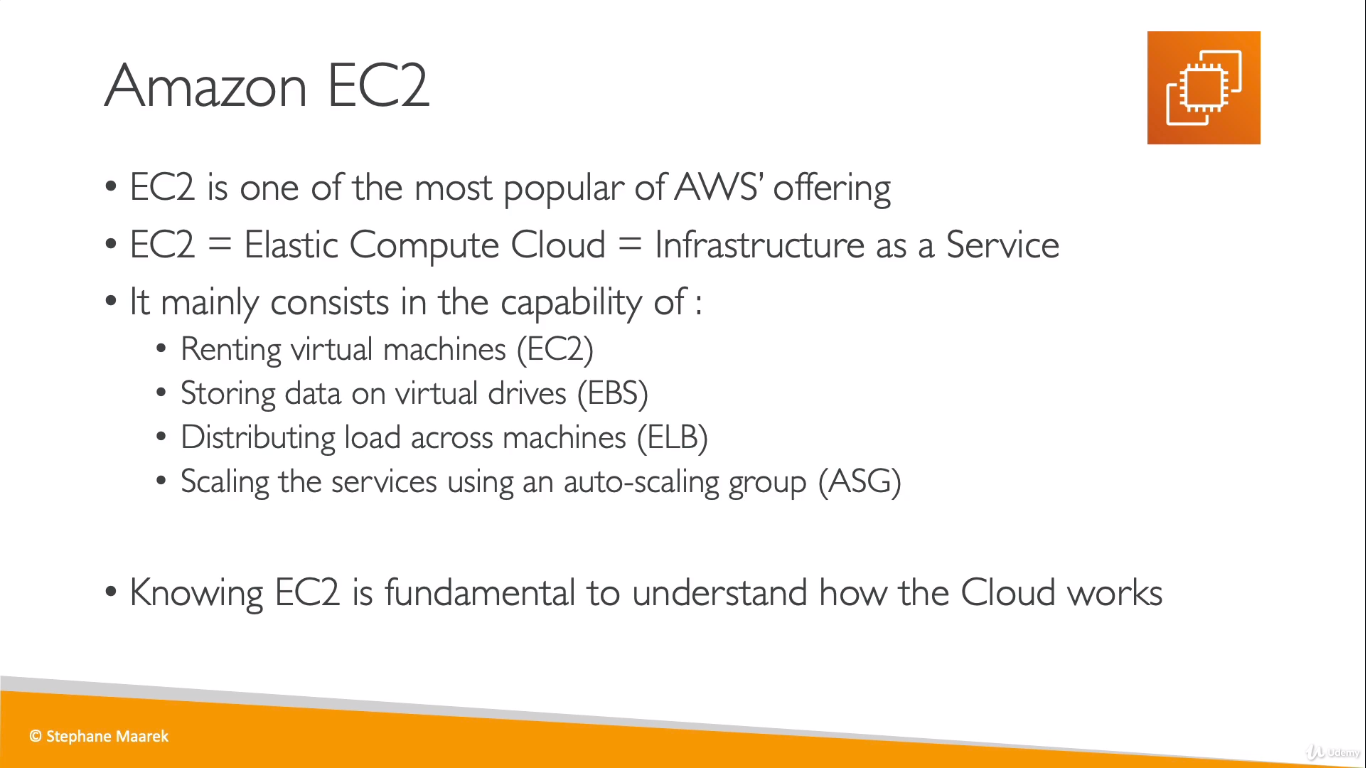 Amazon EC2
• EC2 is one of the most popular of AWS’ offering
• EC2 = Elastic Compute Cloud = Infrastructure as a Service
• It mainly consists in the capability of :
• Renting virtual machines (EC2)
• Storing data on virtual drives (EBS)
• Distributing load across machines (ELB)
• Scaling the services using an auto-scaling group (ASG)
• Knowing EC2 is fundamental to understand how the Cloud works
© Stephane Maarek
Udemy